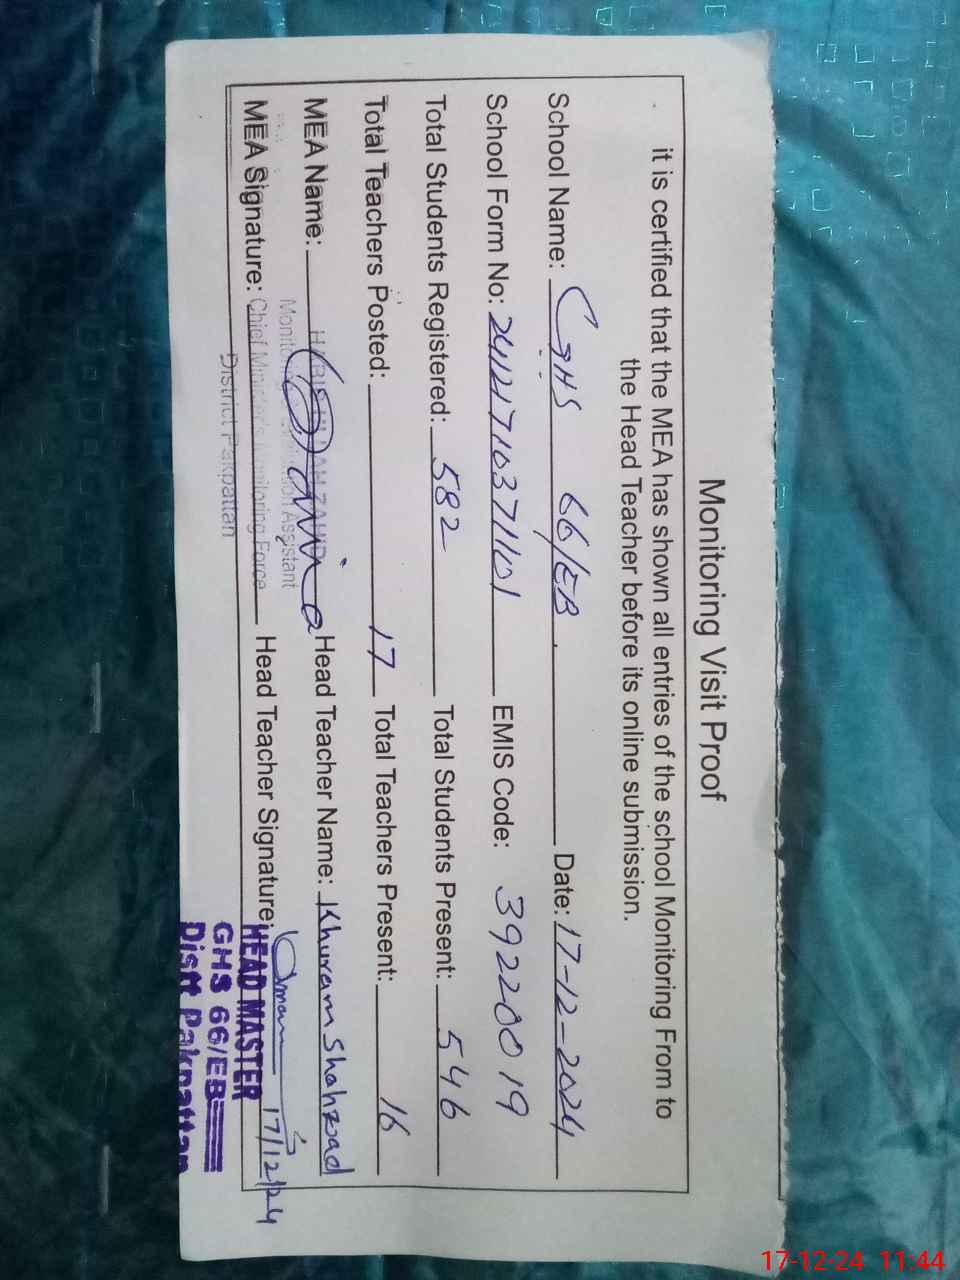 Monitoring Visit Proof
it is certified that the MEA has shown all entries of the school Monitoring From to
the Head Teacher before its online submission.
School Name: GHS 66/EB. Date: 17-12-2024
School Form No: EMIS Code: 39220019
Total Students Registered: 582 Total Students Present: 546
Total Teachers Posted: 17 Total Teachers Present: 16
MEA Name: Head Teacher Name: Khuram Shahzad
Monitoring Assistant
MEA Signature: Chief Minister's Monitoring Force Head Teacher Signature: 17/12/24
District Pakpattan
HEAD MASTER
GHS 66/EB
Distt Pakpattan
17-12-24 11:44